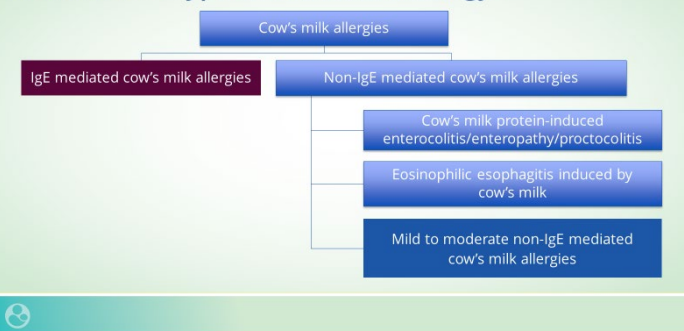 Cow's milk allergies
IgE mediated cow's milk allergies
Non-IgE mediated cow's milk allergies
Cow's milk protein-induced
enterocolitis/enteropathy/proctocolitis
Eosinophilic esophagitis induced by
cow's milk
Mild to moderate non-IgE mediated
cow's milk allergies